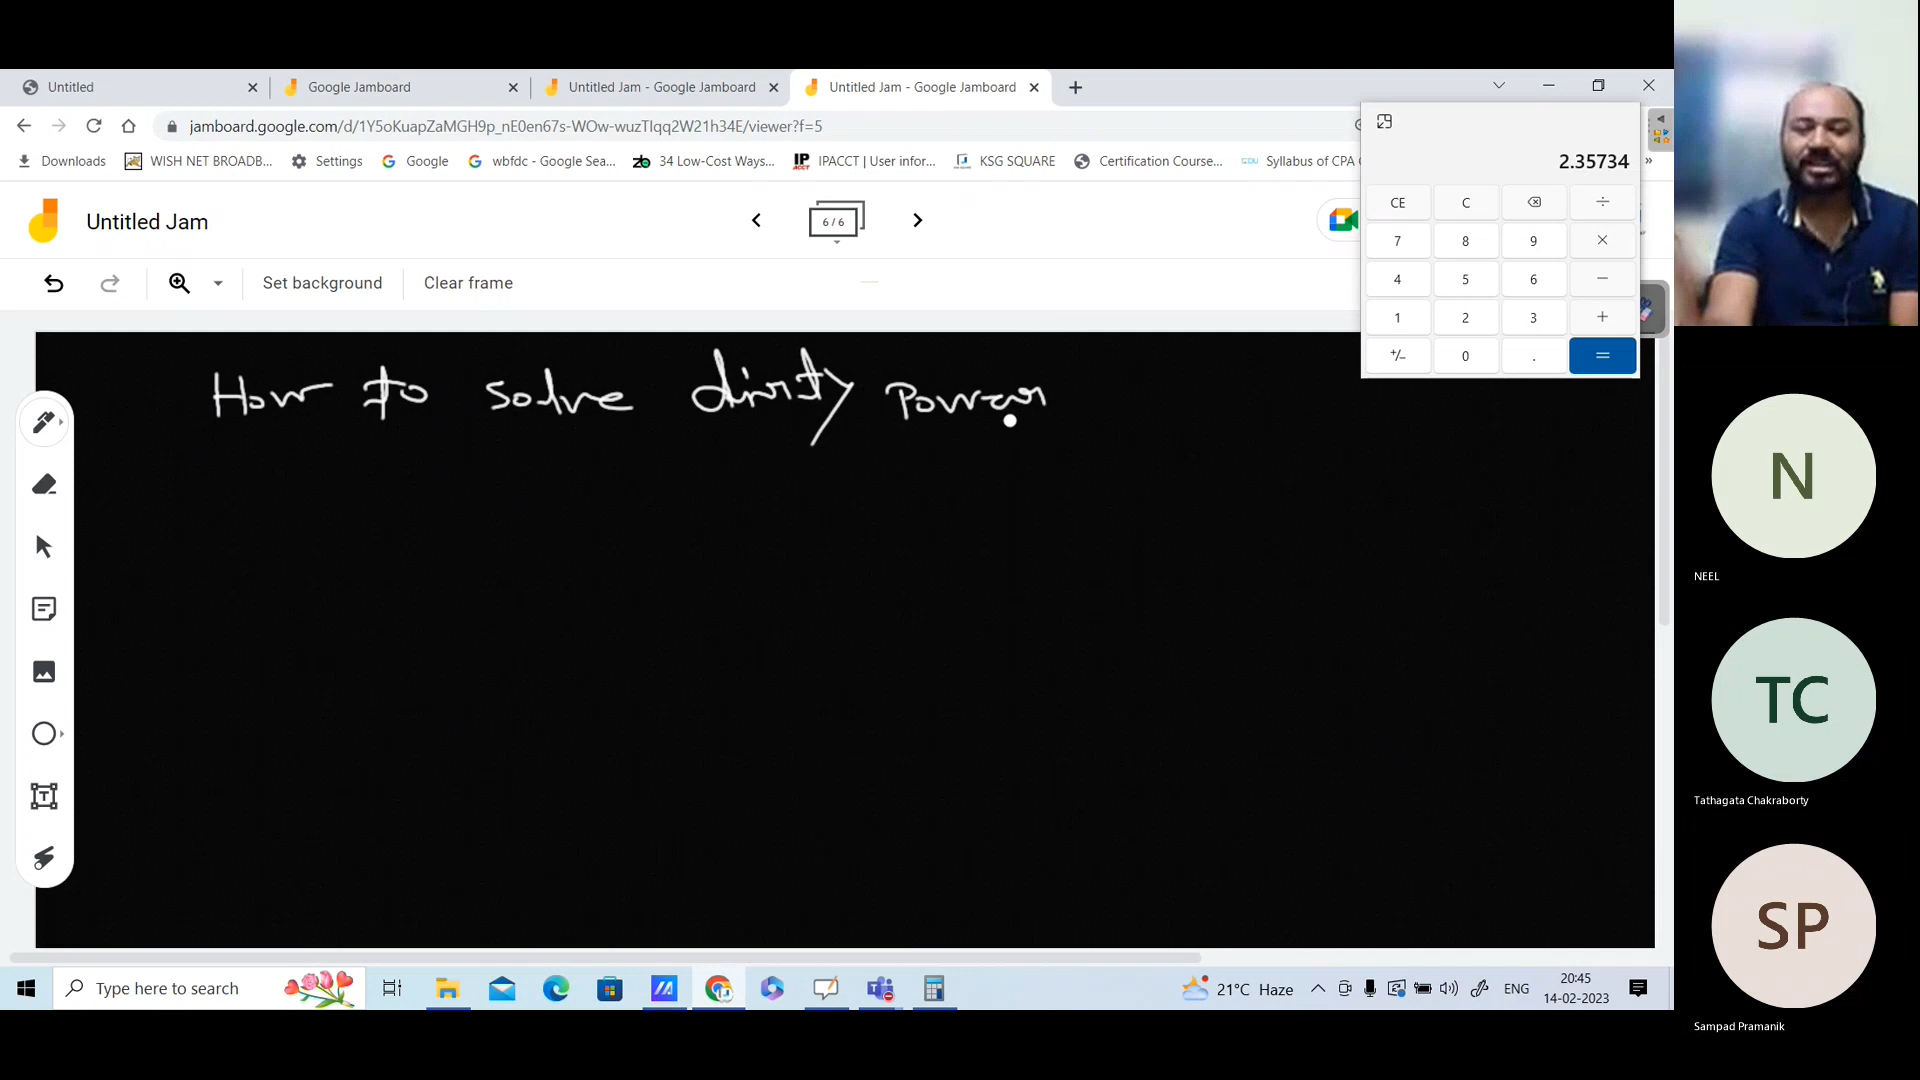 Untitled
Google Jamboard
Untitled Jam - Google Jamboard
Untitled Jam - Google Jamboard
jamboard.google.com/d/1Y5oKuapZaMGH9p_nE0en67s-WOw-wuzTIqq2W21h34E/viewer?f=5
Downloads
WISH NET BROADB...
Settings
Google
wbfdc - Google Sea...
34 Low-Cost Ways...
IPACCT | User infor...
KSG SQUARE
Certification Course...
Syllabus of CPA
»
2.35734
CE C ÷
7 8 9 ×
4 5 6 −
1 2 3 +
+/− 0 . =
Untitled Jam
6 / 6
Set background
Clear frame
How to solve dirsty Power
NEEL
N
TC
Tathagata Chakraborty
SP
Sampad Pramanik
Type here to search
21°C Haze
ENG
20:45
14-02-2023